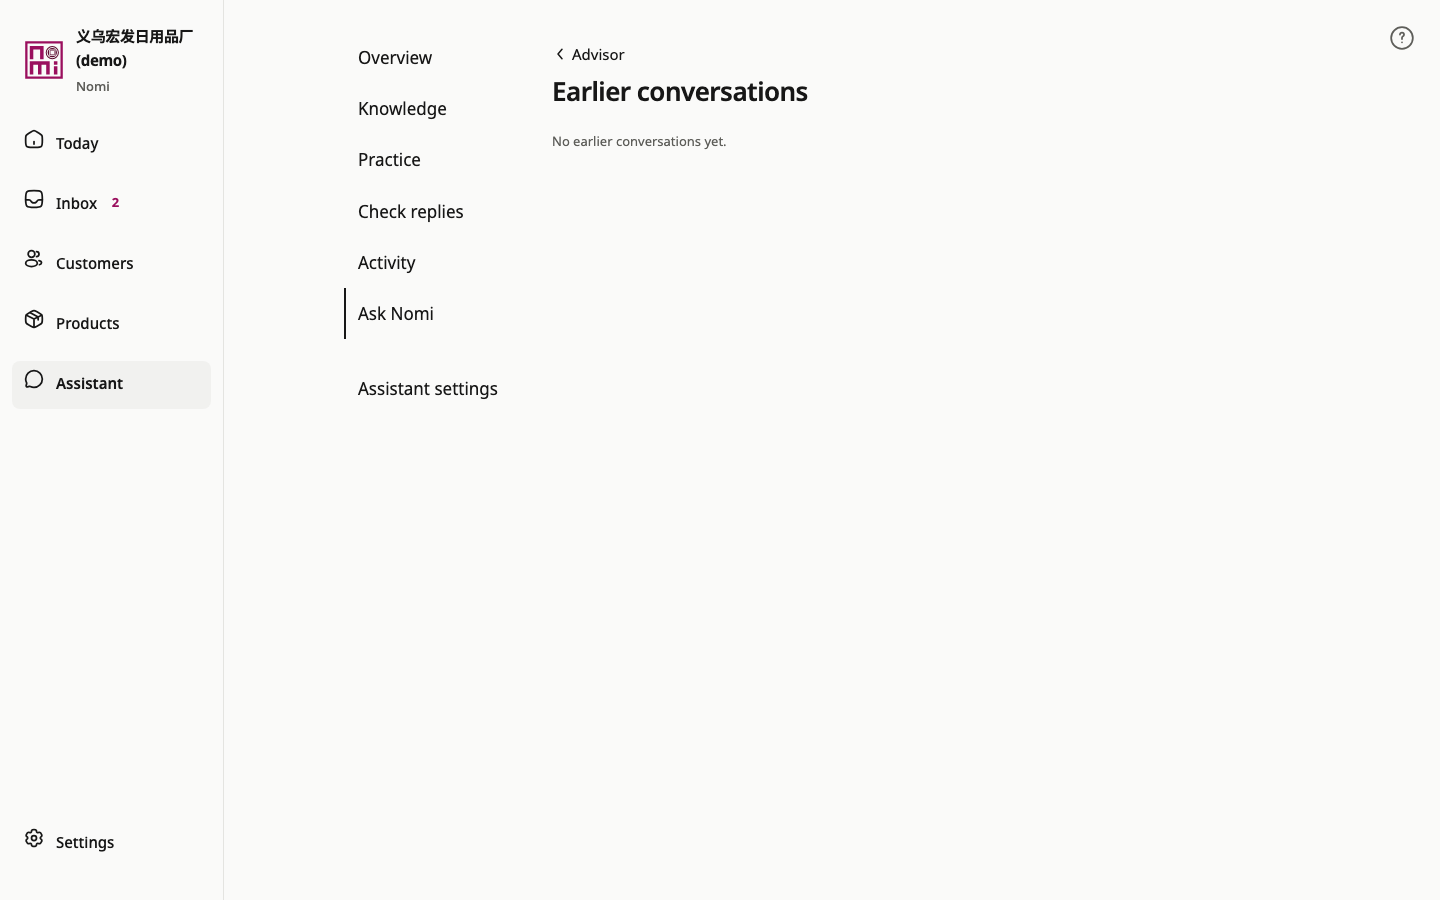 nomi
义乌宏发日用品厂
(demo)
Nomi
Today
Inbox 2
Customers
Products
Assistant
Settings
Overview
Knowledge
Practice
Check replies
Activity
Ask Nomi
Assistant settings
Advisor
Earlier conversations
No earlier conversations yet.
?